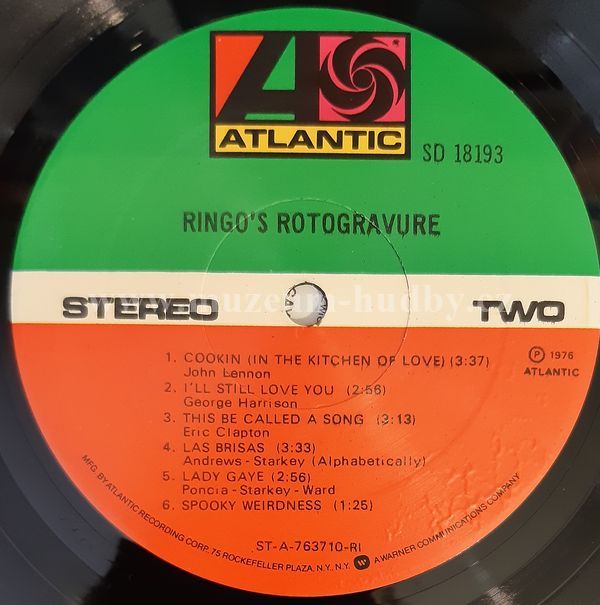 ATLANTIC
SD 18193
RINGO'S ROTOGRAVURE
STEREO
TWO
1. COOKIN (IN THE KITCHEN OF LOVE) (3:37)
John Lennon
2. I'LL STILL LOVE YOU (2:56)
George Harrison
3. THIS BE CALLED A SONG (3:13)
Eric Clapton
4. LAS BRISAS (3:33)
Andrews-Starkey (Alphabetically)
5. LADY GAYE (2:56)
Poncia-Starkey-Ward
6. SPOOKY WEIRDNESS (1:25)
Ⓟ 1976
ATLANTIC
ST-A-763710-RI
MFG. BY ATLANTIC RECORDING CORP. 75 ROCKEFELLER PLAZA, N.Y. N.Y. A WARNER COMMUNICATIONS COMPANY